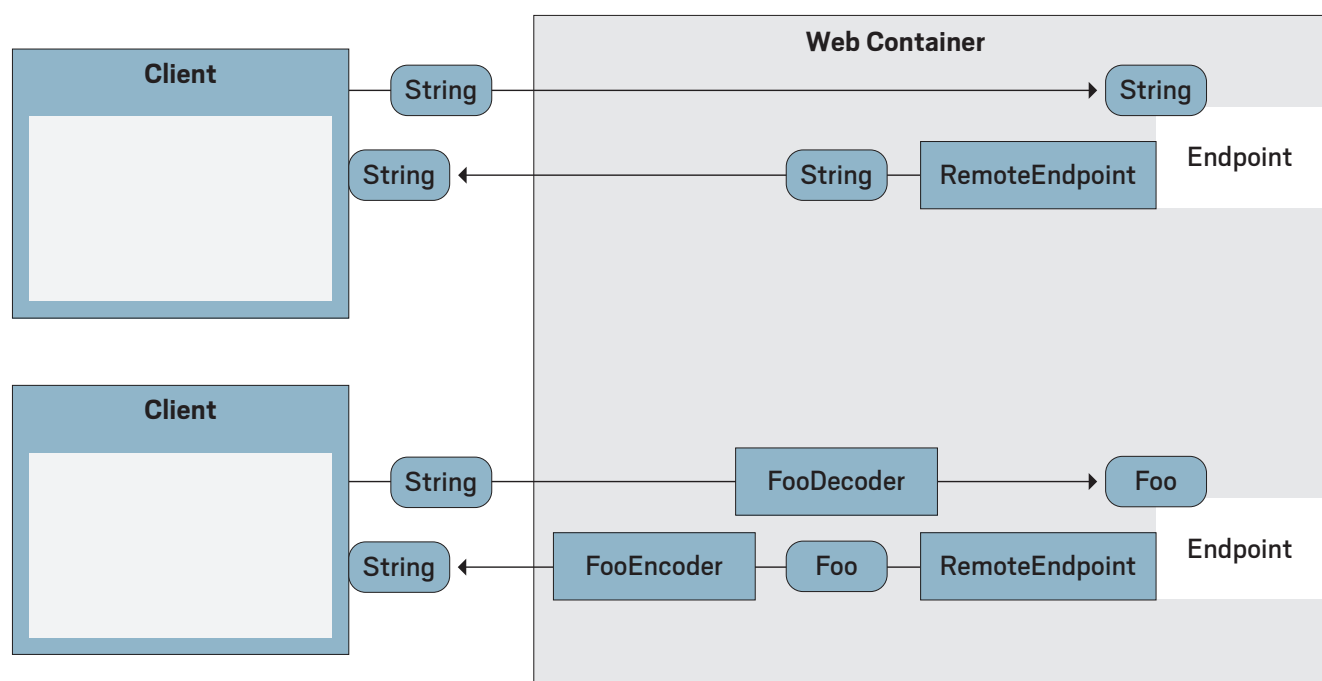 Web Container
Client
String
String
String
String
RemoteEndpoint
Endpoint
Client
String
FooDecoder
Foo
String
FooEncoder
Foo
RemoteEndpoint
Endpoint